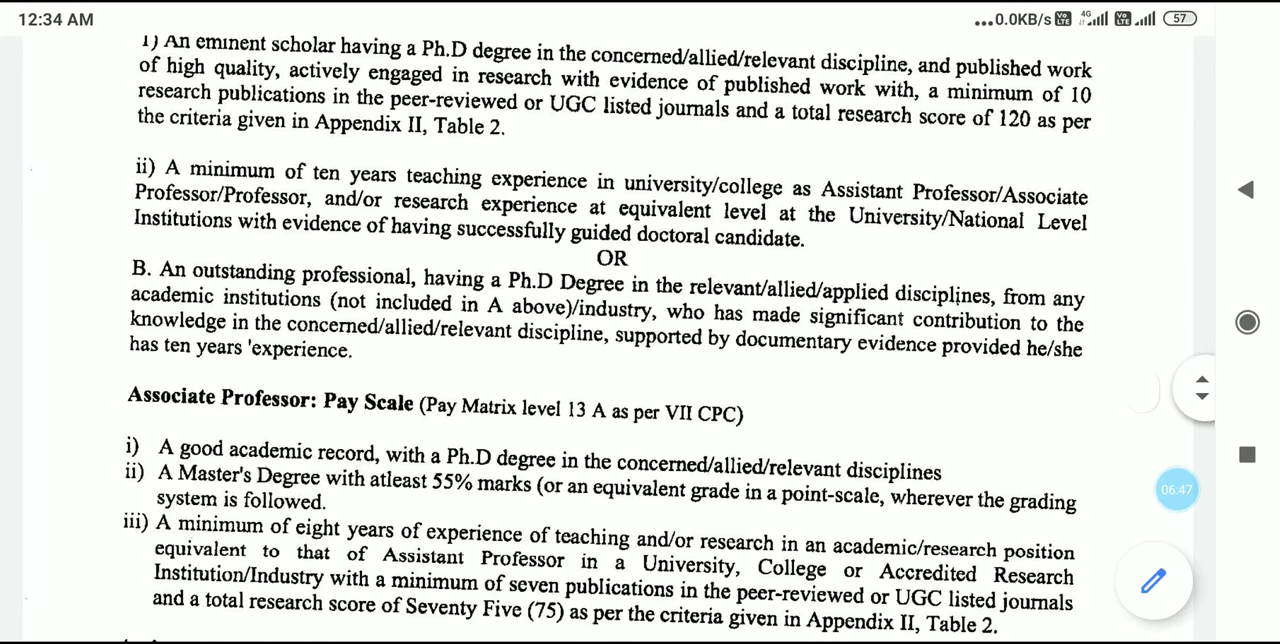 12:34 AM
...0.0KB/s Vo LTE 4G Vo LTE 57
1) An eminent scholar having a Ph.D degree in the concerned/allied/relevant discipline, and published work
of high quality, actively engaged in research with evidence of published work with, a minimum of 10
research publications in the peer-reviewed or UGC listed journals and a total research score of 120 as per
the criteria given in Appendix II, Table 2.
ii) A minimum of ten years teaching experience in university/college as Assistant Professor/Associate
Professor/Professor, and/or research experience at equivalent level at the University/National Level
Institutions with evidence of having successfully guided doctoral candidate.
OR
B. An outstanding professional, having a Ph.D Degree in the relevant/allied/applied disciplines, from any
academic institutions (not included in A above)/industry, who has made significant contribution to the
knowledge in the concerned/allied/relevant discipline, supported by documentary evidence provided he/she
has ten years 'experience.
Associate Professor: Pay Scale (Pay Matrix level 13 A as per VII CPC)
i) A good academic record, with a Ph.D degree in the concerned/allied/relevant disciplines
ii) A Master's Degree with atleast 55% marks (or an equivalent grade in a point-scale, wherever the grading
system is followed.
iii) A minimum of eight years of experience of teaching and/or research in an academic/research position
equivalent to that of Assistant Professor in a University, College or Accredited Research
Institution/Industry with a minimum of seven publications in the peer-reviewed or UGC listed journals
and a total research score of Seventy Five (75) as per the criteria given in Appendix II, Table 2.
06:47